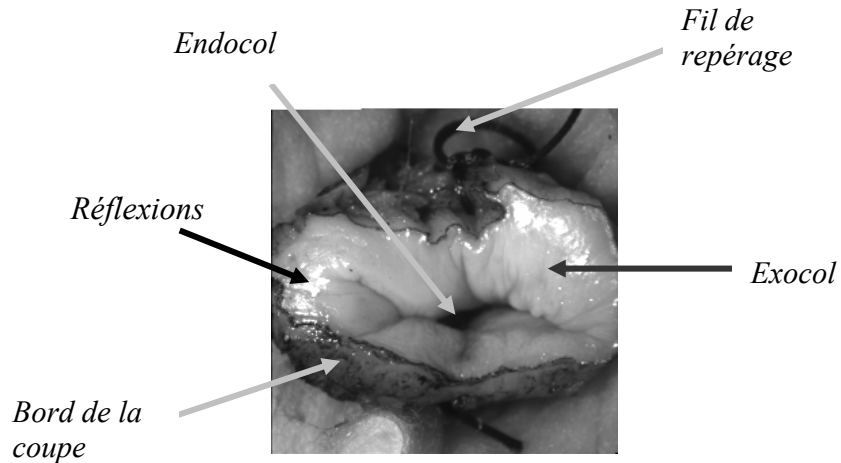 Fil de
repérage
Endocol
Réflexions
Exocol
Bord de la
coupe